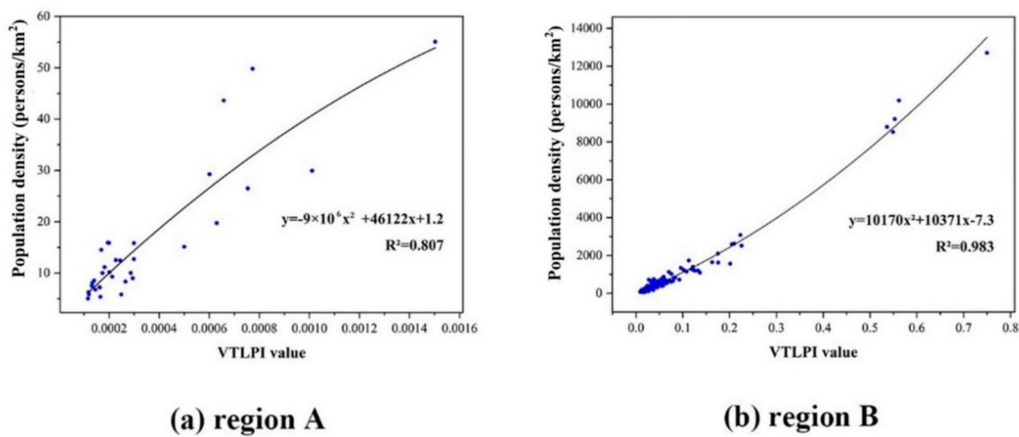 60
50
40
30
20
10
0.0002 0.0004 0.0006 0.0008 0.0010 0.0012 0.0014 0.0016
Population density (persons/km²)
VTLPI value
y=-9×10⁶x² +46122x+1.2
R²=0.807
(a) region A
14000
12000
10000
8000
6000
4000
2000
0
0.0 0.1 0.2 0.3 0.4 0.5 0.6 0.7 0.8
Population density (persons/km²)
VTLPI value
y=10170x²+10371x-7.3
R²=0.983
(b) region B